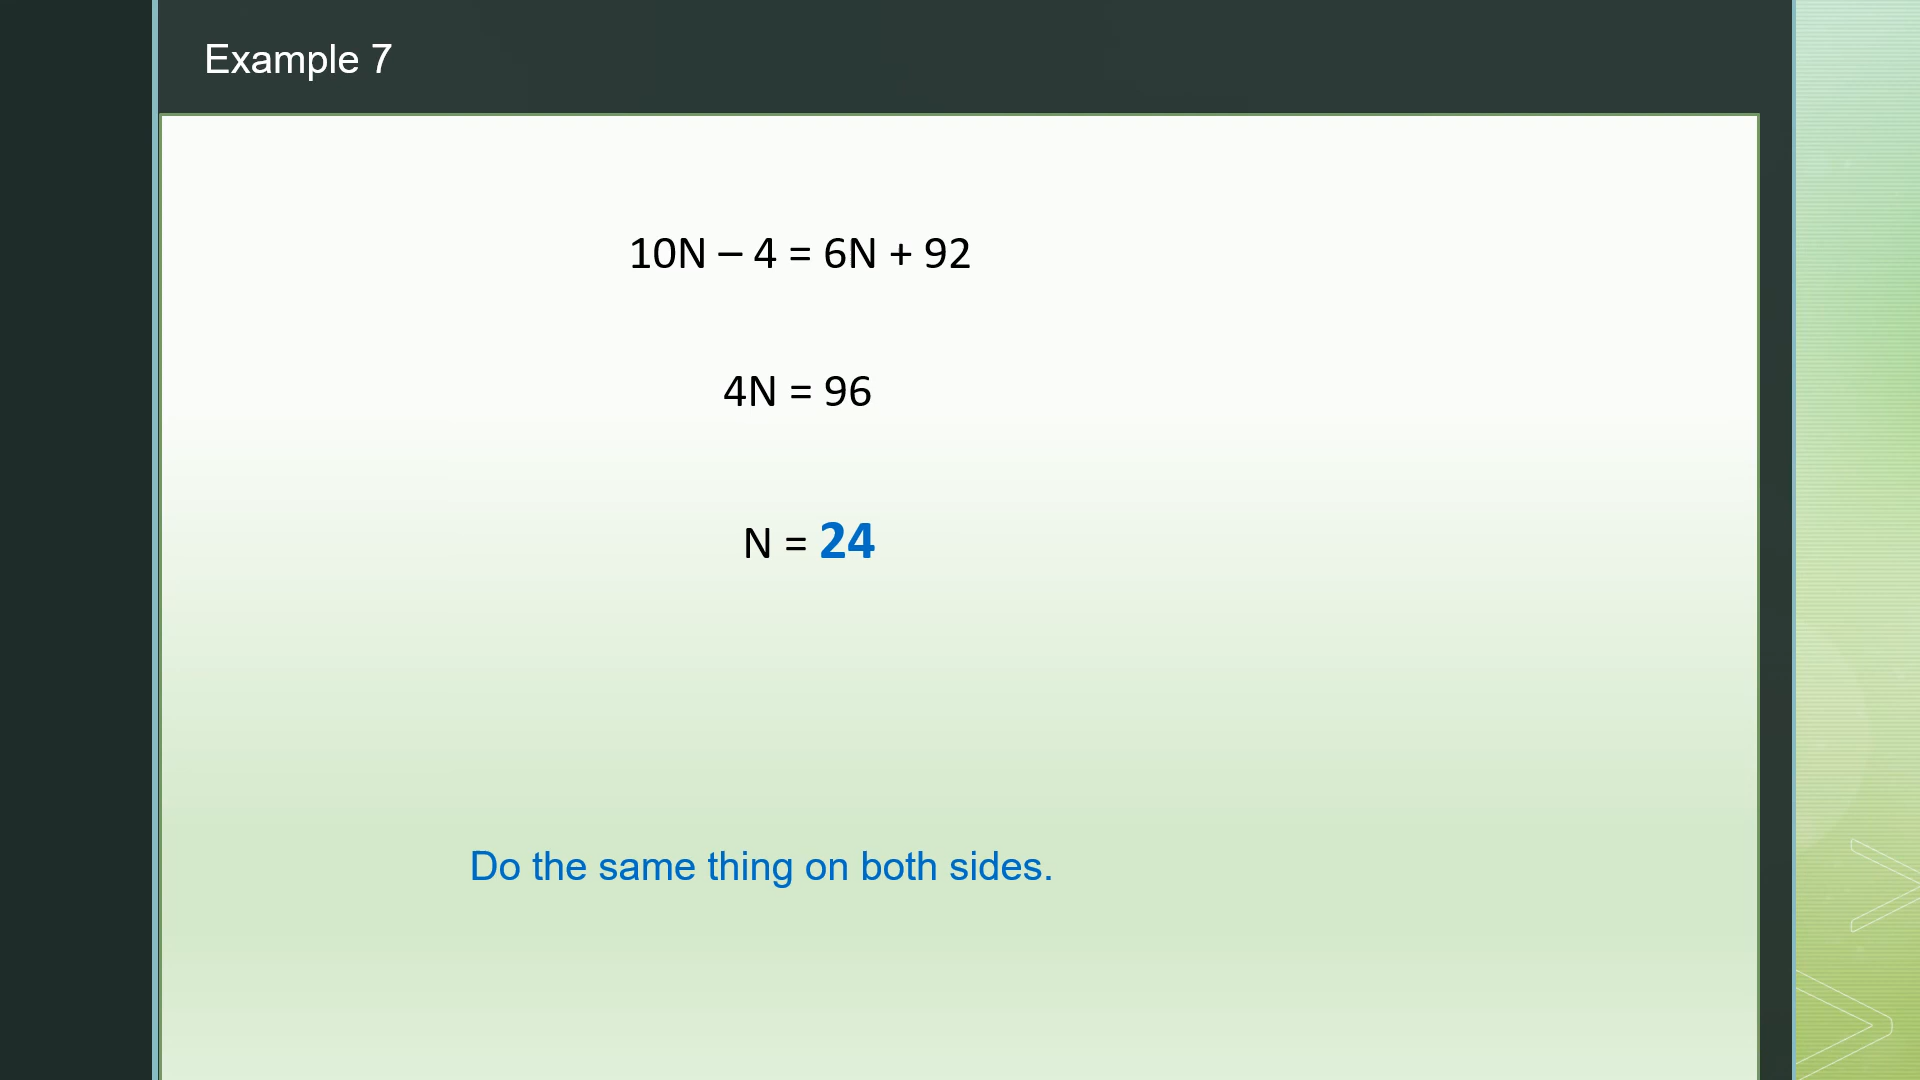 Example 7
10N – 4 = 6N + 92
4N = 96
N = 24
Do the same thing on both sides.